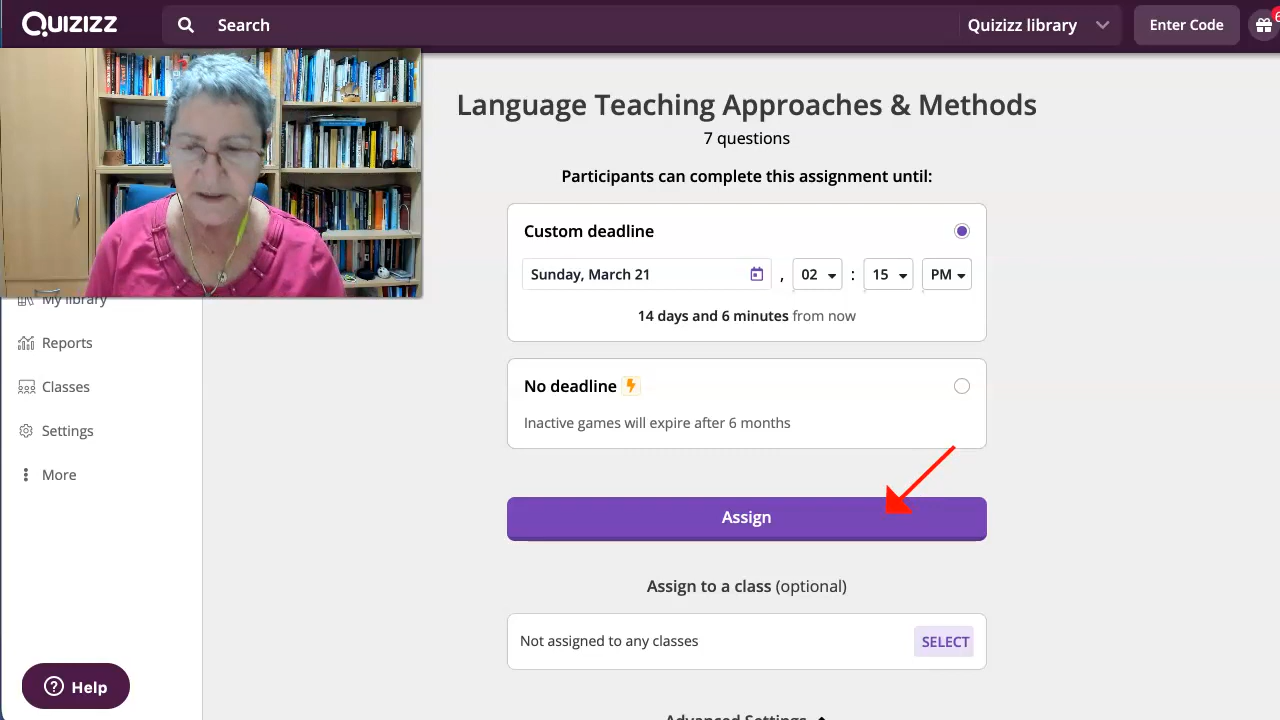 Quizizz
Search
Quizizz library
Enter Code
6
Language Teaching Approaches & Methods
7 questions
Participants can complete this assignment until:
Custom deadline
Sunday, March 21 , 02 : 15 PM
14 days and 6 minutes from now
No deadline
Inactive games will expire after 6 months
Assign
Assign to a class (optional)
Not assigned to any classes
SELECT
Advanced Settings
My library
Reports
Classes
Settings
More
? Help